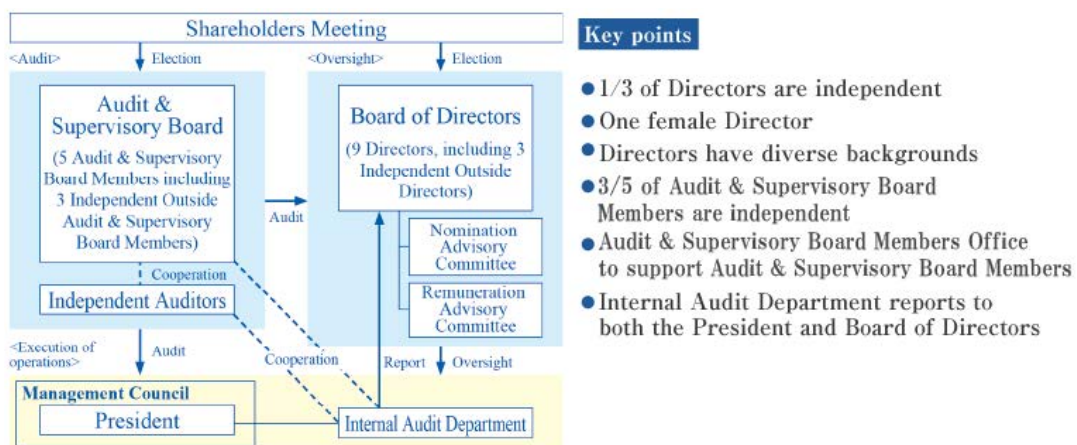 Shareholders Meeting
<Audit>
Election
<Oversight>
Election
Audit &
Supervisory Board
(5 Audit & Supervisory
Board Members including
3 Independent Outside
Audit & Supervisory
Board Members)
Cooperation
Independent Auditors
Audit
Board of Directors
(9 Directors, including 3
Independent Outside
Directors)
Nomination
Advisory
Committee
Remuneration
Advisory
Committee
<Execution of
operations>
Audit
Cooperation
Report
Oversight
Management Council
President
Internal Audit Department
Key points
●1/3 of Directors are independent
●One female Director
●Directors have diverse backgrounds
●3/5 of Audit & Supervisory Board
Members are independent
●Audit & Supervisory Board Members Office
to support Audit & Supervisory Board Members
●Internal Audit Department reports to
both the President and Board of Directors